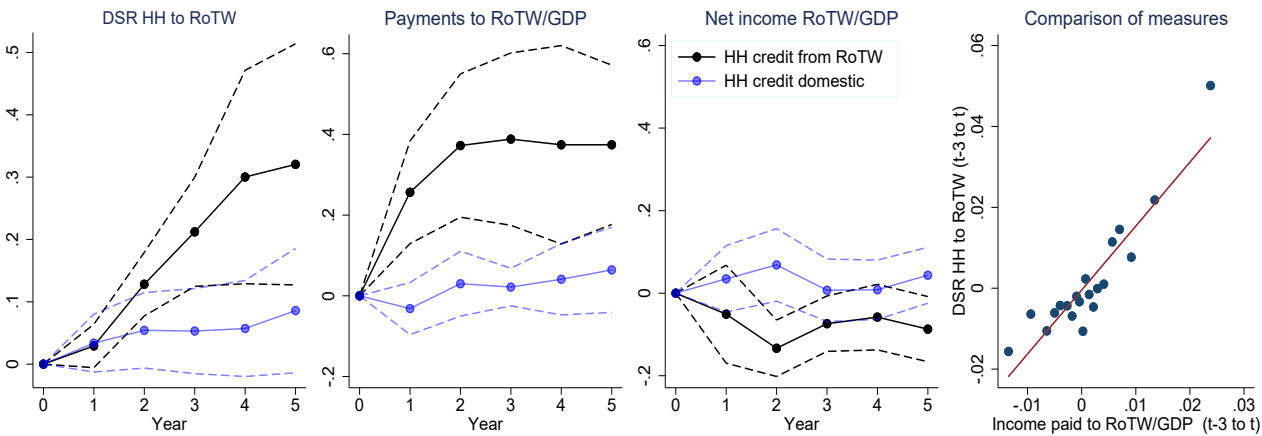 DSR HH to RoTW
Payments to RoTW/GDP
Net income RoTW/GDP
Comparison of measures
.5
.4
.3
.2
.1
0
0 1 2 3 4 5
Year
.6
.4
.2
0
-.2
0 1 2 3 4 5
Year
.6
.4
.2
0
-.2
HH credit from RoTW
HH credit domestic
0 1 2 3 4 5
Year
DSR HH to RoTW (t-3 to t)
.06
.04
.02
0
-.02
-.01 0 .01 .02 .03
Income paid to RoTW/GDP (t-3 to t)